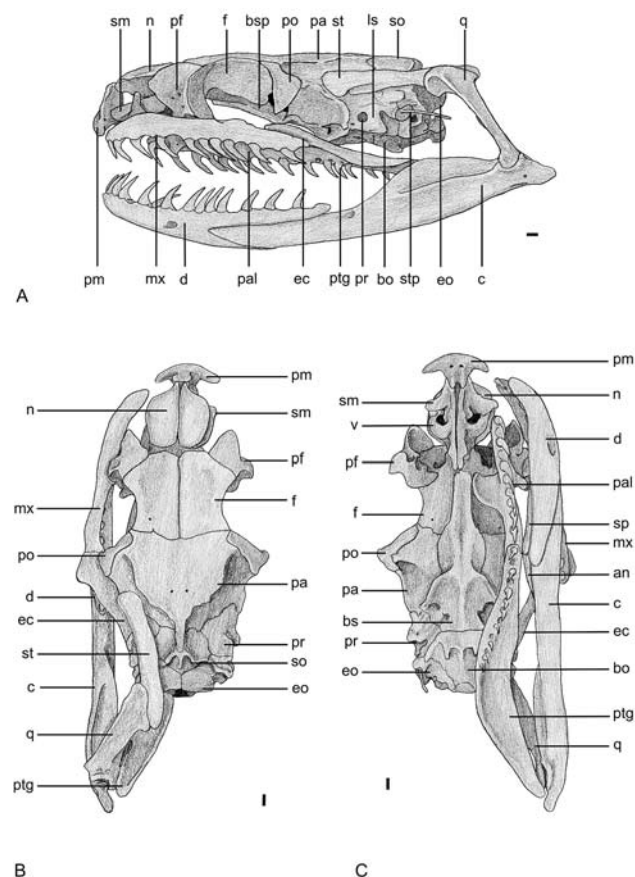 sm n pf f bsp po pa st ls so q
pm mx d pal ec ptg pr bo stp eo c
A
pm
n
sm
pf
f
mx
po
pa
d
ec
st
pr
so
eo
c
q
ptg
B
pm
sm
n
v
d
pf
pal
f
sp
mx
po
an
pa
c
bs
ec
pr
bo
eo
ptg
q
C